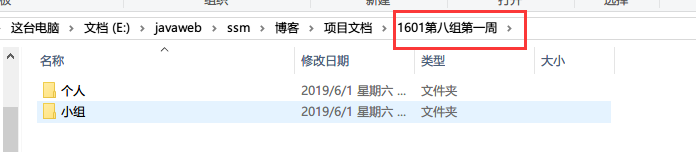 板 组织 新建 打开 选择
这台电脑 > 文档 (E:) > javaweb > ssm > 博客 > 项目文档 > 1601第八组第一周 >
名称 修改日期 类型 大小
个人 2019/6/1 星期六 ... 文件夹
小组 2019/6/1 星期六 ... 文件夹